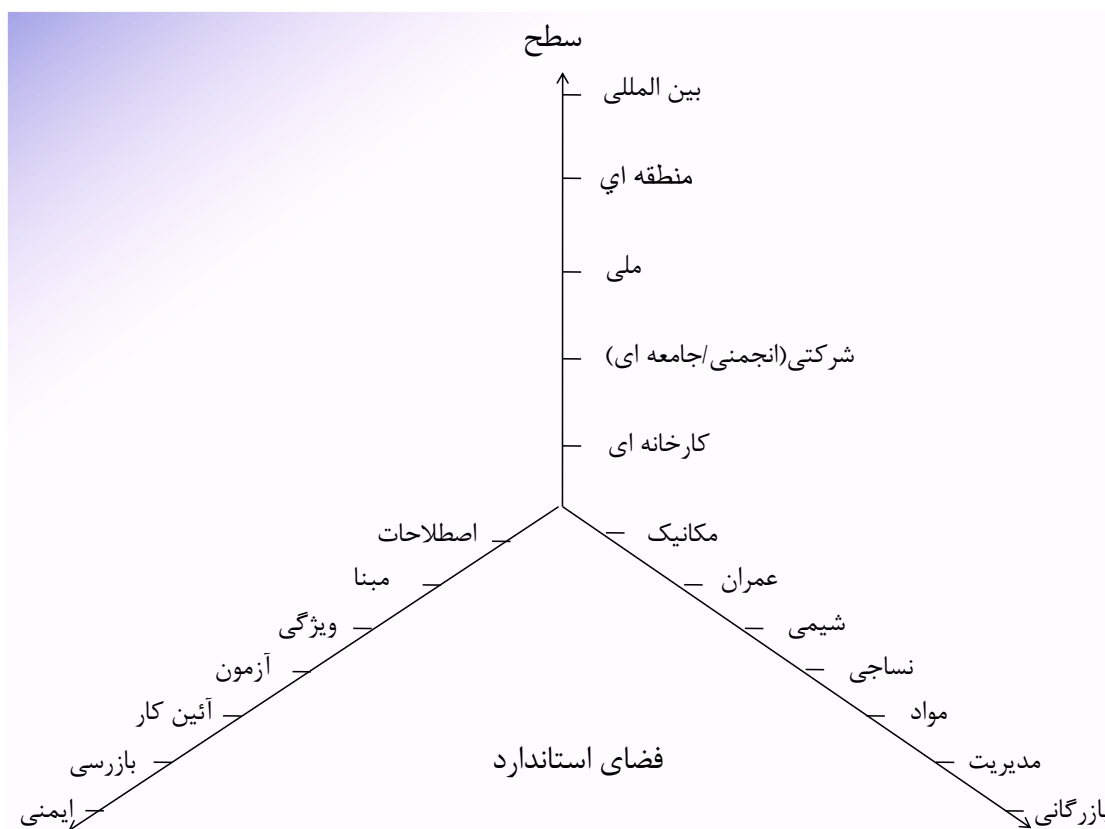 سطح
بین المللی
منطقه اي
ملی
شرکتی(انجمنی/جامعه ای)
کارخانه ای
مکانیک
عمران
شیمی
نساجی
مواد
مدیریت
بازرگانی
اصطلاحات
مبنا
ویژگی
آزمون
آئین کار
بازرسی
ایمنی
فضای استاندارد